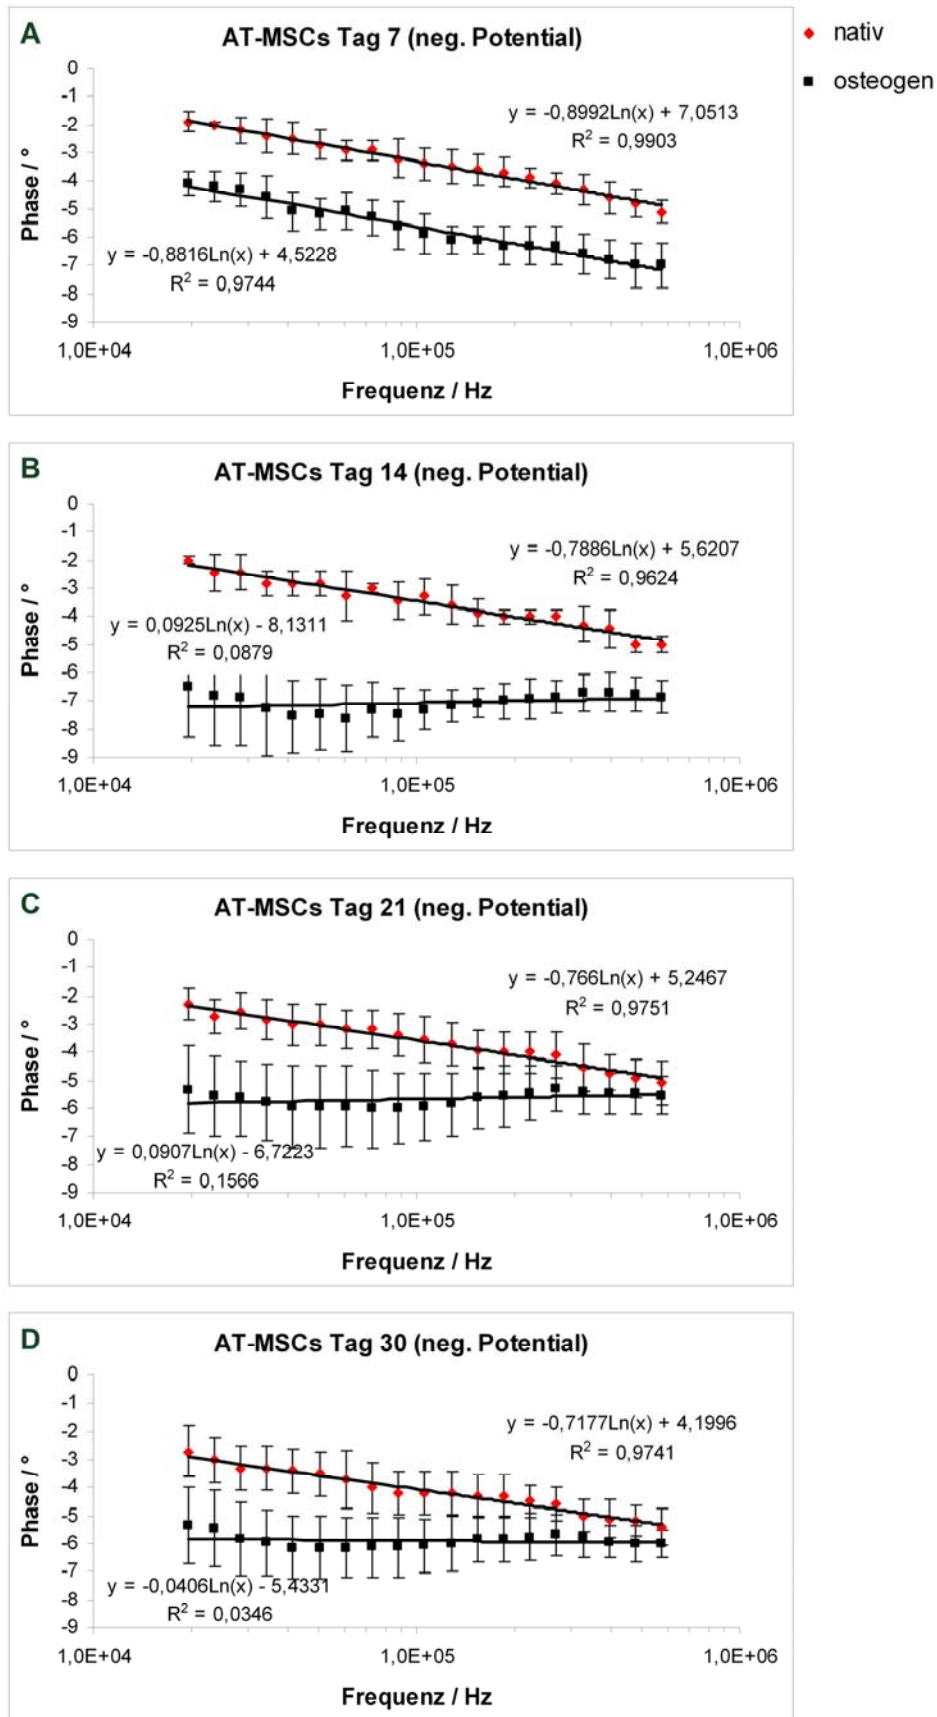 A
AT-MSCs Tag 7 (neg. Potential)
nativ
osteogen
0
-1
-2
-3
-4
-5
-6
-7
-8
-9
Phase / °
y = -0,8992Ln(x) + 7,0513
R² = 0,9903
y = -0,8816Ln(x) + 4,5228
R² = 0,9744
1,0E+04 1,0E+05 1,0E+06
Frequenz / Hz
B
AT-MSCs Tag 14 (neg. Potential)
0
-1
-2
-3
-4
-5
-6
-7
-8
-9
Phase / °
y = -0,7886Ln(x) + 5,6207
R² = 0,9624
y = 0,0925Ln(x) - 8,1311
R² = 0,0879
1,0E+04 1,0E+05 1,0E+06
Frequenz / Hz
C
AT-MSCs Tag 21 (neg. Potential)
0
-1
-2
-3
-4
-5
-6
-7
-8
-9
Phase / °
y = -0,766Ln(x) + 5,2467
R² = 0,9751
y = 0,0907Ln(x) - 6,7223
R² = 0,1566
1,0E+04 1,0E+05 1,0E+06
Frequenz / Hz
D
AT-MSCs Tag 30 (neg. Potential)
0
-1
-2
-3
-4
-5
-6
-7
-8
-9
Phase / °
y = -0,7177Ln(x) + 4,1996
R² = 0,9741
y = -0,0406Ln(x) - 5,4331
R² = 0,0346
1,0E+04 1,0E+05 1,0E+06
Frequenz / Hz